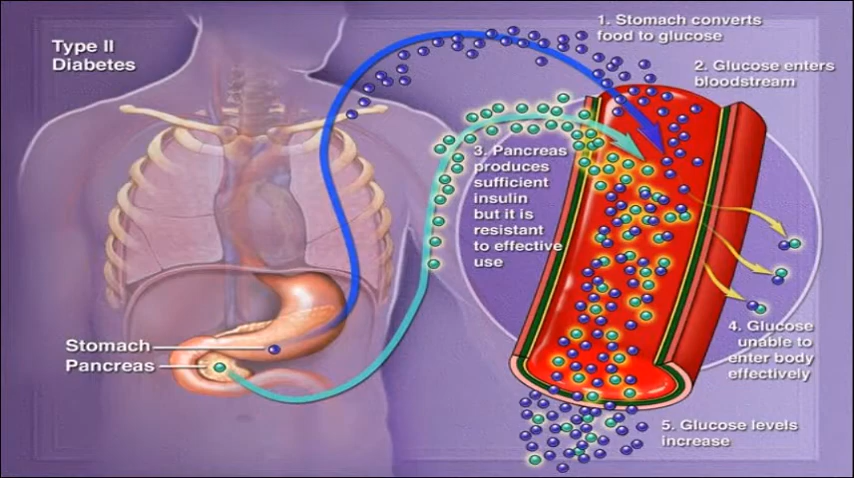 Type II
Diabetes
1. Stomach converts
food to glucose
2. Glucose enters
bloodstream
3. Pancreas
produces
sufficient
insulin
but it is
resistant
to effective
use
Stomach
Pancreas
4. Glucose
unable to
enter body
effectively
5. Glucose levels
increase